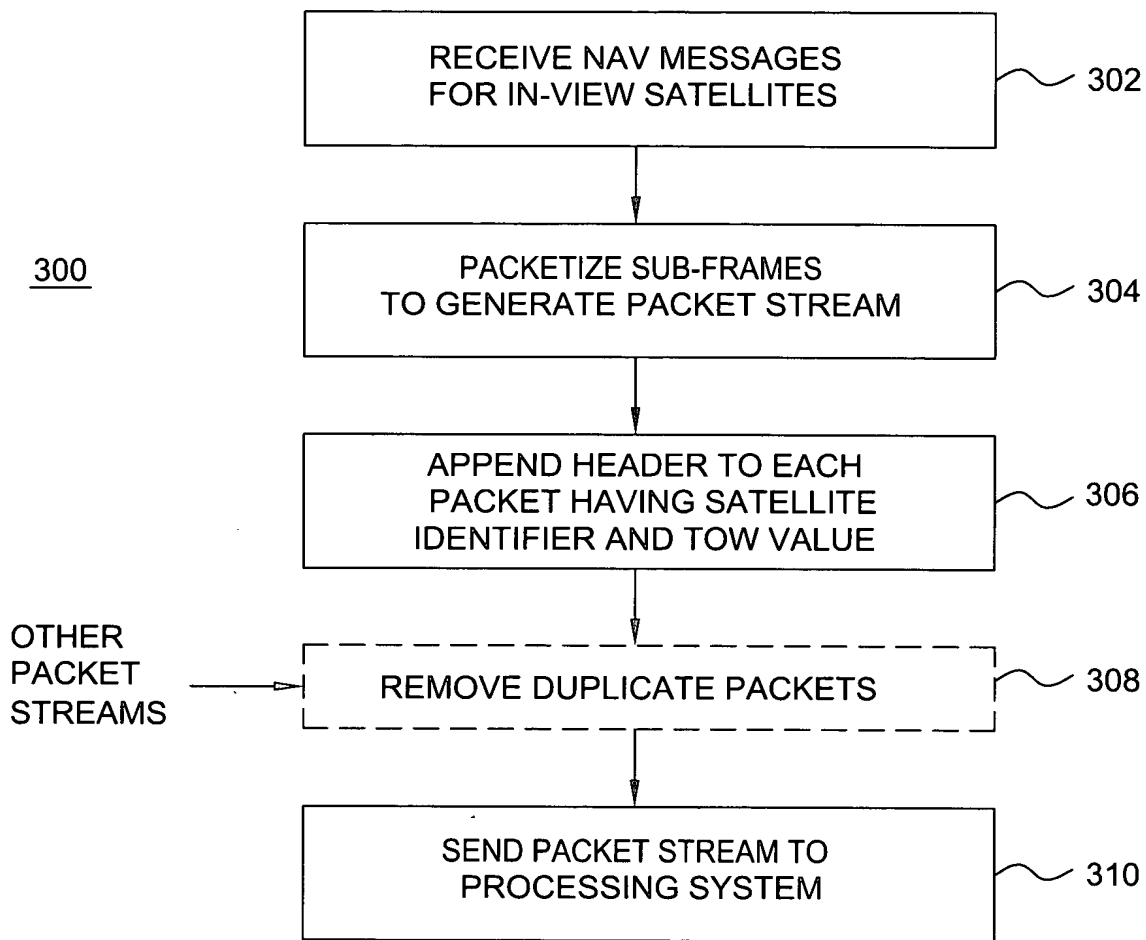 RECEIVE NAV MESSAGES
FOR IN-VIEW SATELLITES
302
300
PACKETIZE SUB-FRAMES
TO GENERATE PACKET STREAM
304
APPEND HEADER TO EACH
PACKET HAVING SATELLITE
IDENTIFIER AND TOW VALUE
306
OTHER
PACKET
STREAMS
REMOVE DUPLICATE PACKETS
308
SEND PACKET STREAM TO
PROCESSING SYSTEM
310